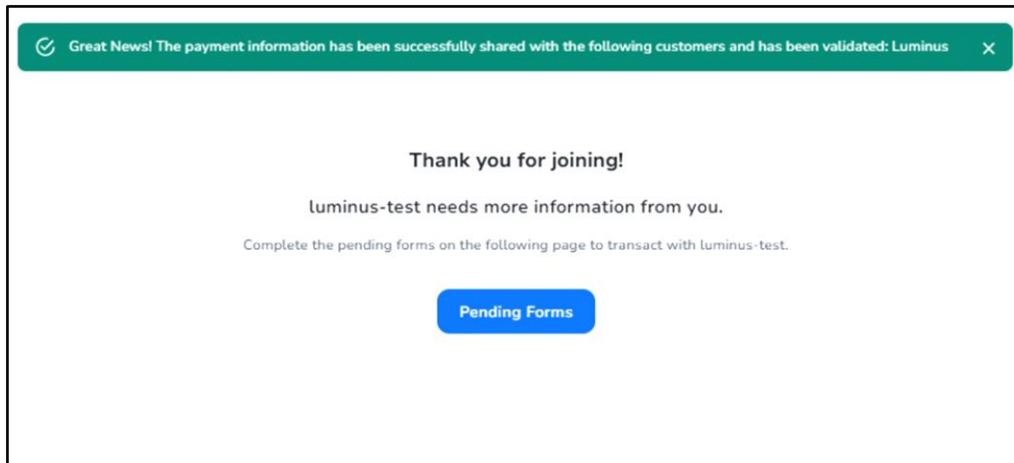 Great News! The payment information has been successfully shared with the following customers and has been validated: Luminus
Thank you for joining!
luminus-test needs more information from you.
Complete the pending forms on the following page to transact with luminus-test.
Pending Forms